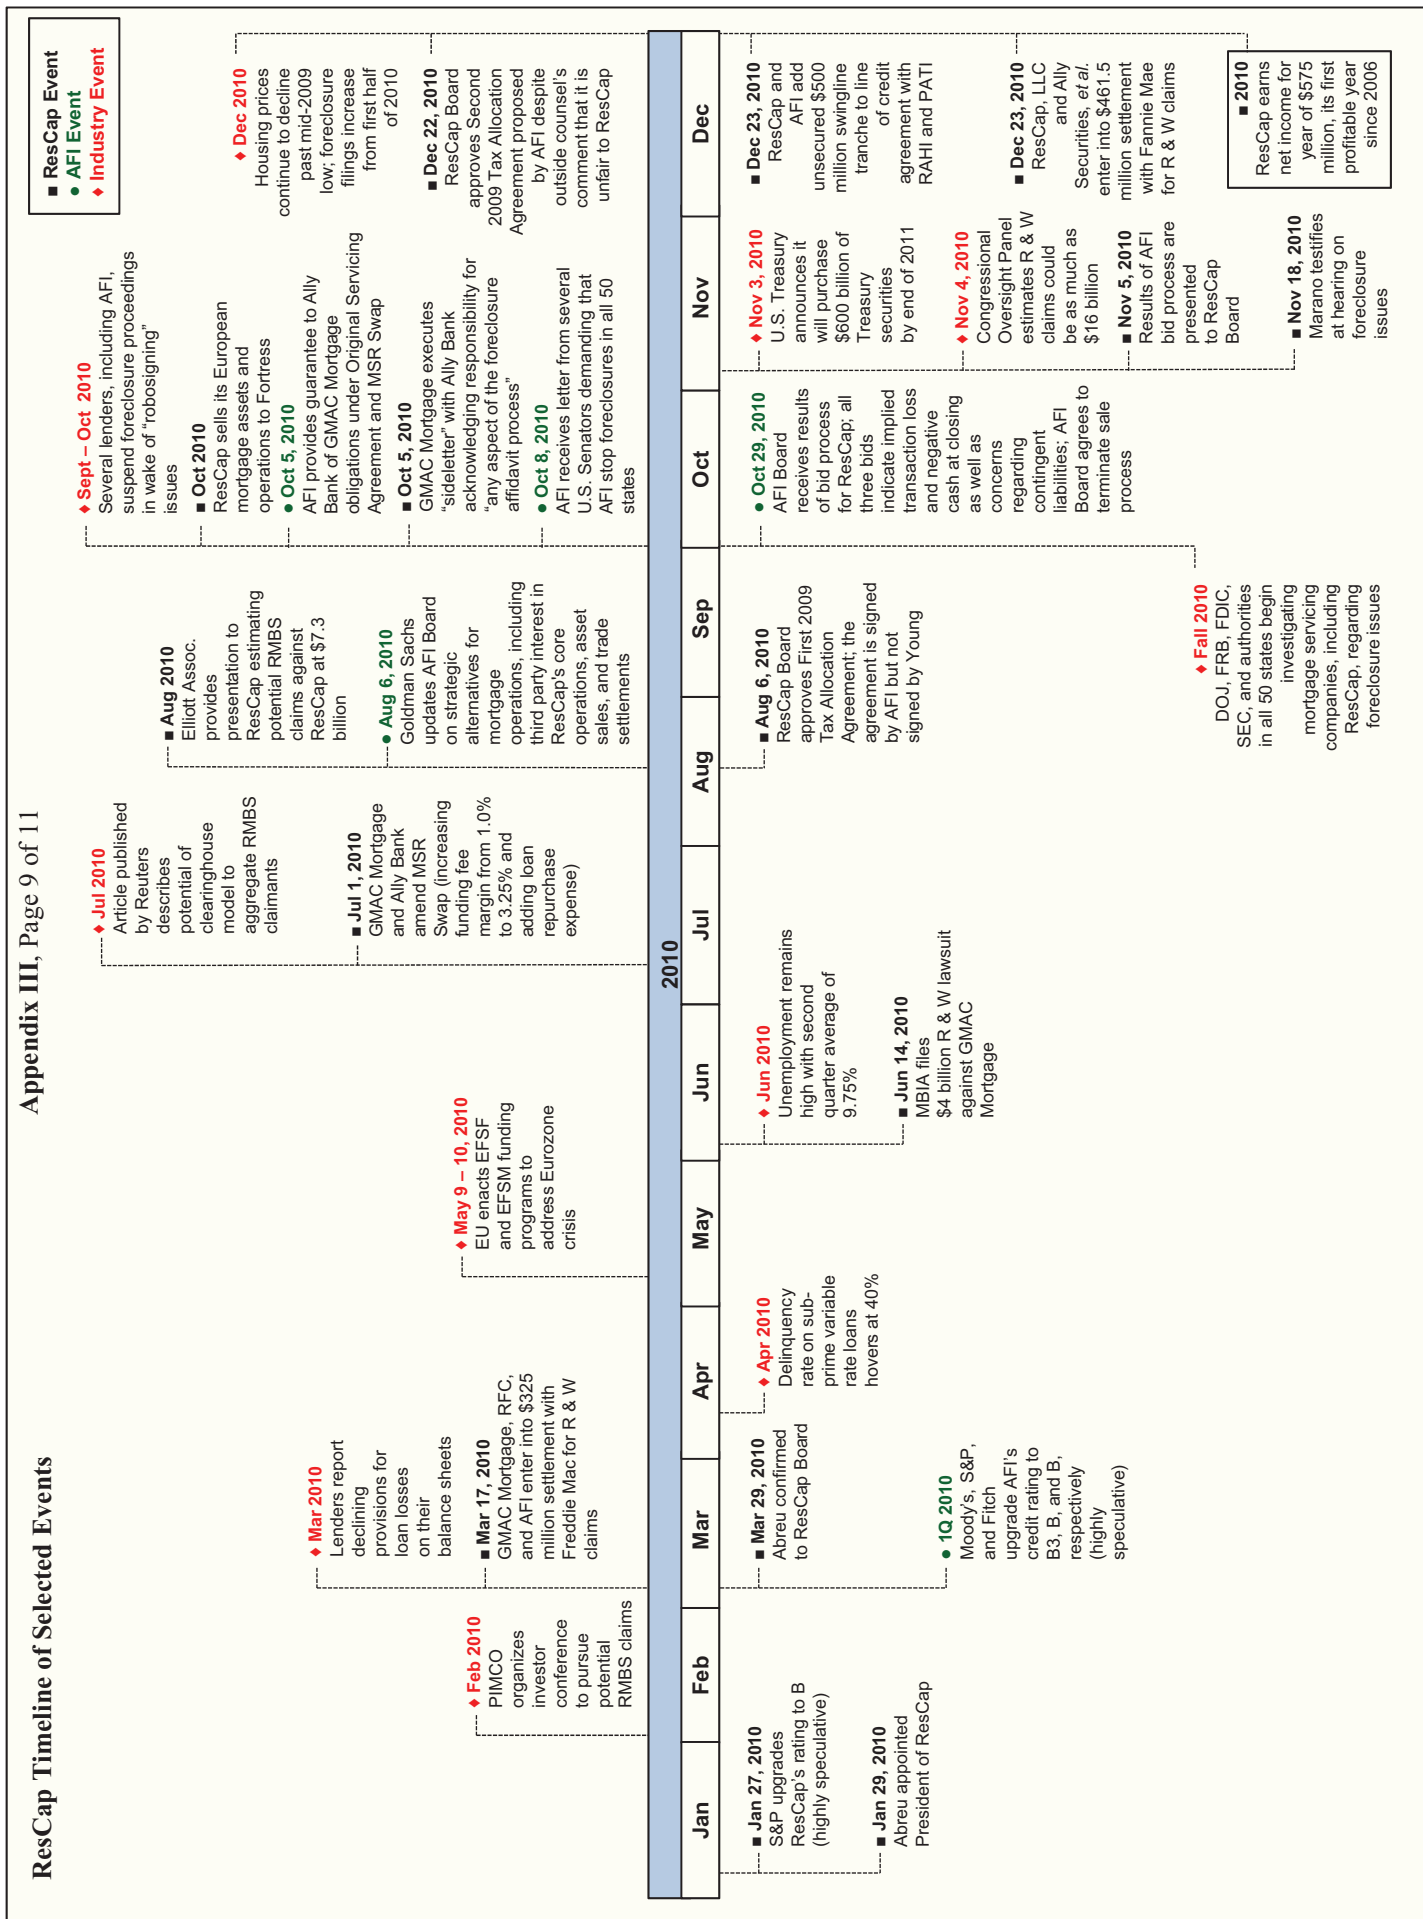 Appendix III, Page 9 of 11
ResCap Timeline of Selected Events
■ ResCap Event
● AFI Event
♦ Industry Event
♦ Feb 2010
PIMCO
organizes
investor
conference
to pursue
potential
RMBS claims
♦ Mar 2010
Lenders report
declining
provisions for
loan losses
on their
balance sheets
■ Mar 17, 2010
GMAC Mortgage, RFC,
and AFI enter into $325
million settlement with
Freddie Mac for R & W
claims
♦ May 9 – 10, 2010
EU enacts EFSF
and EFSM funding
programs to
address Eurozone
crisis
♦ Jul 2010
Article published
by Reuters
describes
potential of
clearinghouse
model to
aggregate RMBS
claimants
■ Jul 1, 2010
GMAC Mortgage
and Ally Bank
amend MSR
Swap (increasing
funding fee
margin from 1.0%
to 3.25% and
adding loan
repurchase
expense)
■ Aug 2010
Elliott Assoc.
provides
presentation to
ResCap estimating
potential RMBS
claims against
ResCap at $7.3
billion
● Aug 6, 2010
Goldman Sachs
updates AFI Board
on strategic
alternatives for
mortgage
operations, including
third party interest in
ResCap's core
operations, asset
sales, and trade
settlements
♦ Sept – Oct 2010
Several lenders, including AFI,
suspend foreclosure proceedings
in wake of “robosigning”
issues
■ Oct 2010
ResCap sells its European
mortgage assets and
operations to Fortress
● Oct 5, 2010
AFI provides guarantee to Ally
Bank of GMAC Mortgage
obligations under Original Servicing
Agreement and MSR Swap
■ Oct 5, 2010
GMAC Mortgage executes
“sideletter” with Ally Bank
acknowledging responsibility for
“any aspect of the foreclosure
affidavit process”
● Oct 8, 2010
AFI receives letter from several
U.S. Senators demanding that
AFI stop foreclosures in all 50
states
♦ Dec 2010
Housing prices
continue to decline
past mid-2009
low; foreclosure
filings increase
from first half
of 2010
■ Dec 22, 2010
ResCap Board
approves Second
2009 Tax Allocation
Agreement proposed
by AFI despite
outside counsel’s
comment that it is
unfair to ResCap
2010
Jan
Feb
Mar
Apr
May
Jun
Jul
Aug
Sep
Oct
Nov
Dec
■ Jan 27, 2010
S&P upgrades
ResCap’s rating to B
(highly speculative)
■ Jan 29, 2010
Abreu appointed
President of ResCap
■ Mar 29, 2010
Abreu confirmed
to ResCap Board
● 1Q 2010
Moody’s, S&P,
and Fitch
upgrade AFI’s
credit rating to
B3, B, and B,
respectively
(highly
speculative)
♦ Apr 2010
Delinquency
rate on sub-
prime variable
rate loans
hovers at 40%
♦ Jun 2010
Unemployment remains
high with second
quarter average of
9.75%
■ Jun 14, 2010
MBIA files
$4 billion R & W lawsuit
against GMAC
Mortgage
■ Aug 6, 2010
ResCap Board
approves First 2009
Tax Allocation
Agreement; the
agreement is signed
by AFI but not
signed by Young
♦ Fall 2010
DOJ, FRB, FDIC,
SEC, and authorities
in all 50 states begin
investigating
mortgage servicing
companies, including
ResCap, regarding
foreclosure issues
● Oct 29, 2010
AFI Board
receives results
of bid process
for ResCap; all
three bids
indicate implied
transaction loss
and negative
cash at closing
as well as
concerns
regarding
contingent
liabilities; AFI
Board agrees to
terminate sale
process
♦ Nov 3, 2010
U.S. Treasury
announces it
will purchase
$600 billion of
Treasury
securities
by end of 2011
♦ Nov 4, 2010
Congressional
Oversight Panel
estimates R & W
claims could
be as much as
$16 billion
■ Nov 5, 2010
Results of AFI
bid process are
presented
to ResCap
Board
■ Nov 18, 2010
Marano testifies
at hearing on
foreclosure
issues
■ Dec 23, 2010
ResCap and
AFI add
unsecured $500
million swingline
tranche to line
of credit
agreement with
RAHI and PATI
■ Dec 23, 2010
ResCap, LLC
and Ally
Securities, et al.
enter into $461.5
million settlement
with Fannie Mae
for R & W claims
■ 2010
ResCap earns
net income for
year of $575
million, its first
profitable year
since 2006